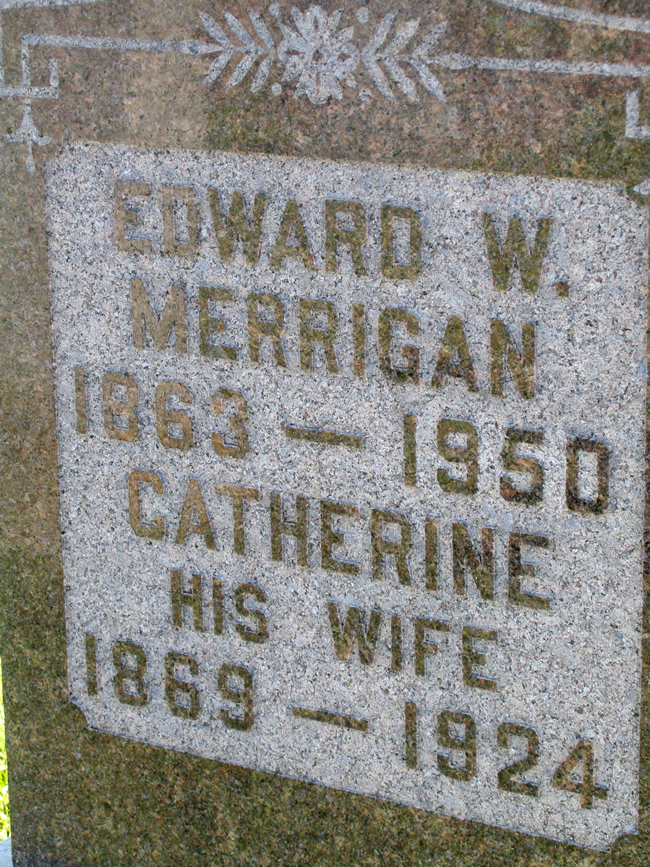 EDWARD W.
MERRIGAN
1863 — 1950
CATHERINE
HIS WIFE
1869 — 1924